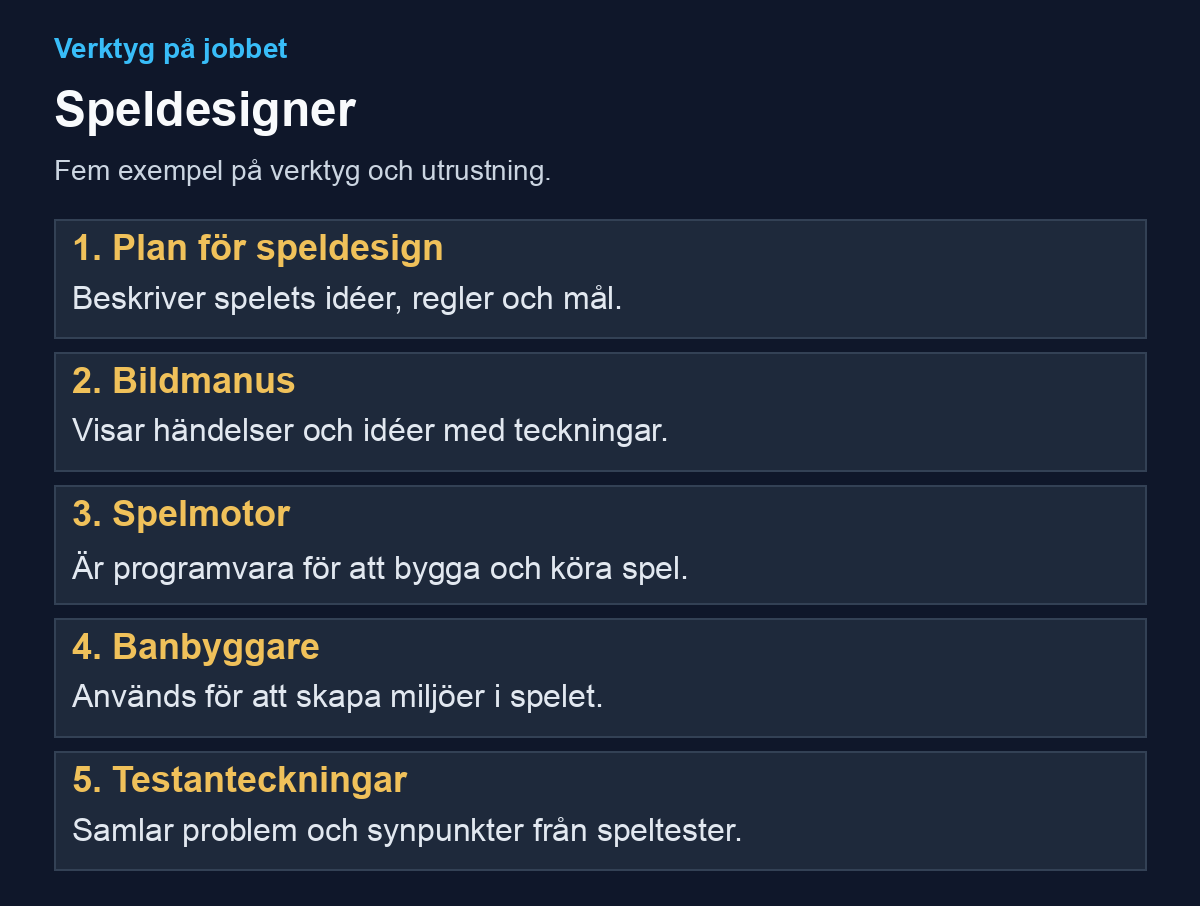 Verktyg på jobbet
Speldesigner
Fem exempel på verktyg och utrustning.
1. Plan för speldesign
Beskriver spelets idéer, regler och mål.
2. Bildmanus
Visar händelser och idéer med teckningar.
3. Spelmotor
Är programvara för att bygga och köra spel.
4. Banbyggare
Används för att skapa miljöer i spelet.
5. Testanteckningar
Samlar problem och synpunkter från speltester.